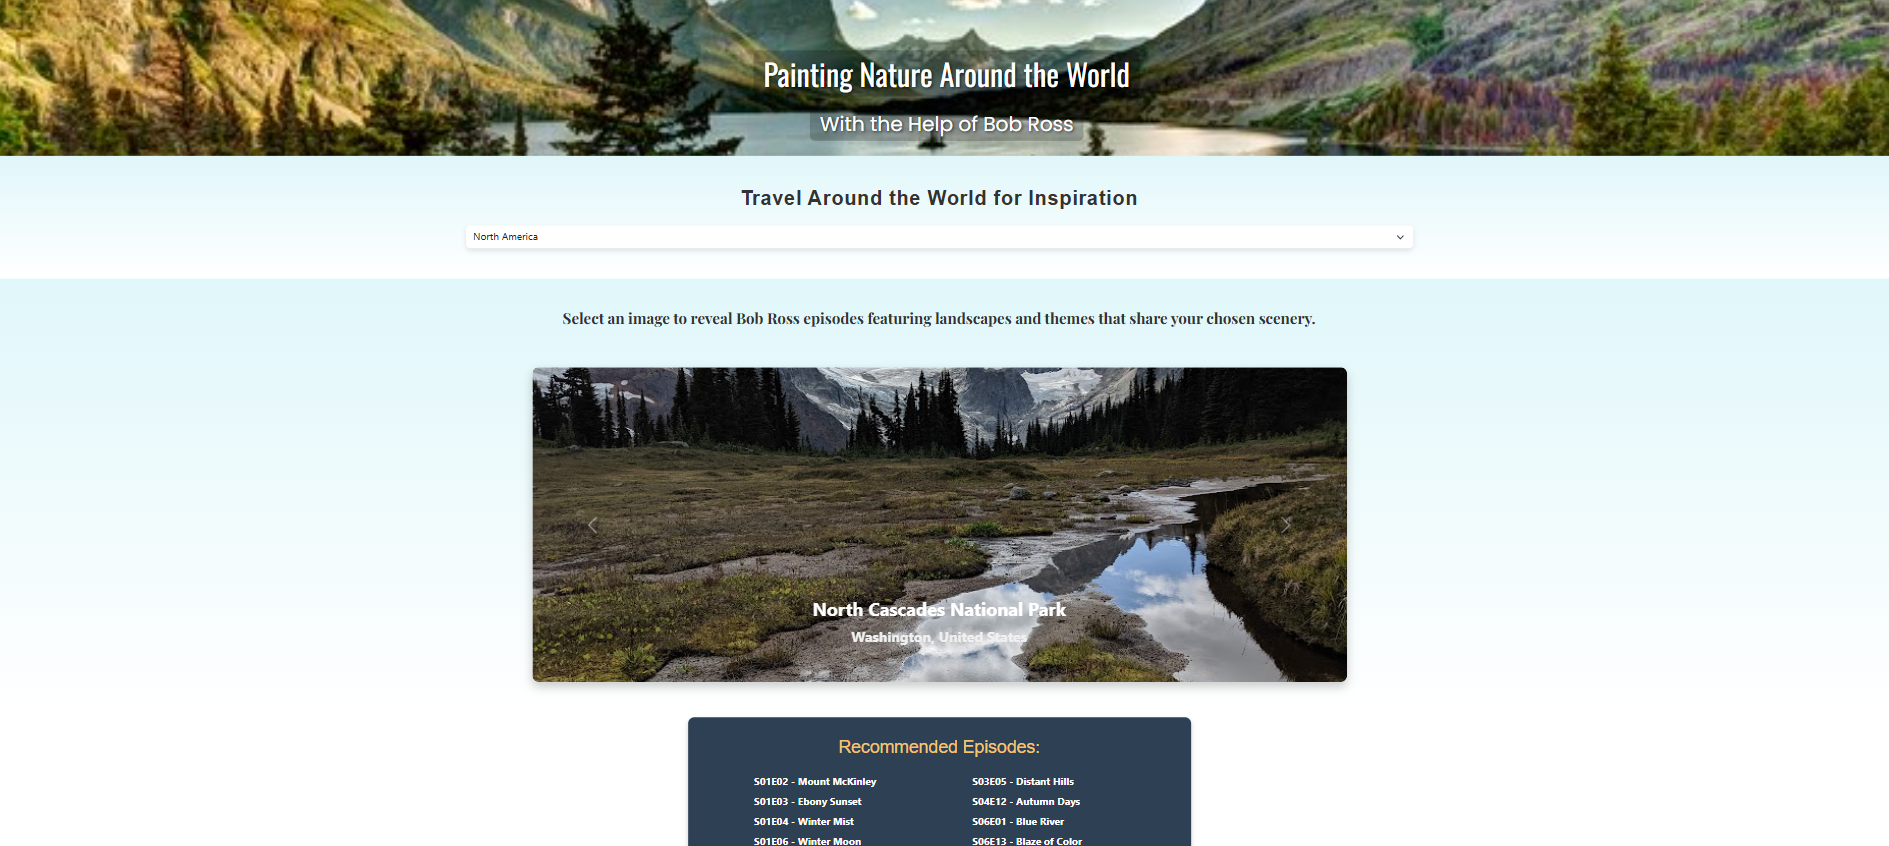 Painting Nature Around the World
With the Help of Bob Ross
Travel Around the World for Inspiration
North America
Select an image to reveal Bob Ross episodes featuring landscapes and themes that share your chosen scenery.
North Cascades National Park
Washington, United States
Recommended Episodes:
S01E02 - Mount McKinley
S01E03 - Ebony Sunset
S01E04 - Winter Mist
S01E06 - Winter Moon
S03E05 - Distant Hills
S04E12 - Autumn Days
S06E01 - Blue River
S06E13 - Blaze of Color